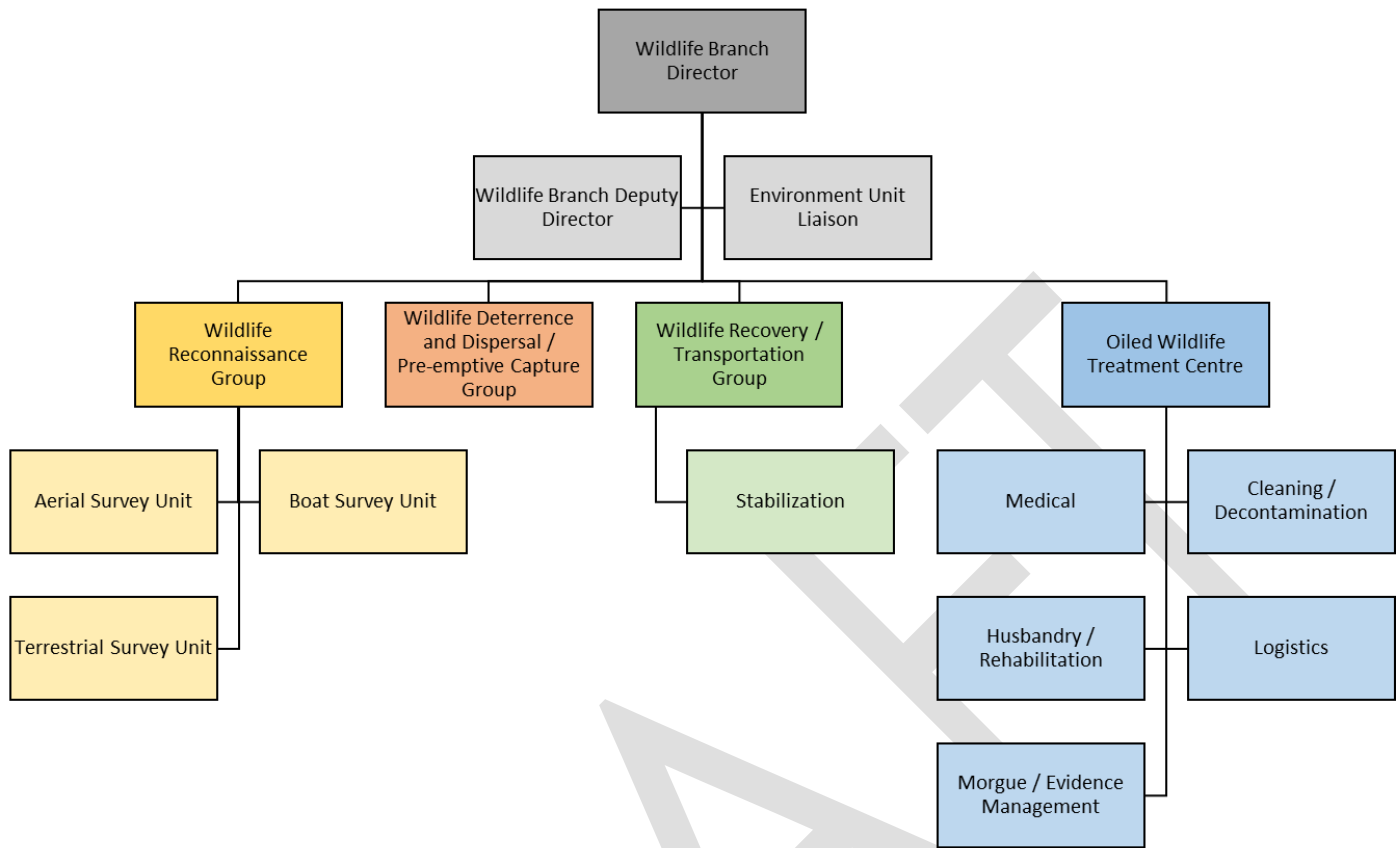 Wildlife Branch
Director
Wildlife Branch Deputy
Director
Environment Unit
Liaison
Wildlife
Reconnaissance
Group
Wildlife Deterrence
and Dispersal /
Pre-emptive Capture
Group
Wildlife Recovery /
Transportation
Group
Oiled Wildlife
Treatment Centre
Aerial Survey Unit
Boat Survey Unit
Stabilization
Medical
Cleaning /
Decontamination
Terrestrial Survey Unit
Husbandry /
Rehabilitation
Logistics
Morgue / Evidence
Management
AFT